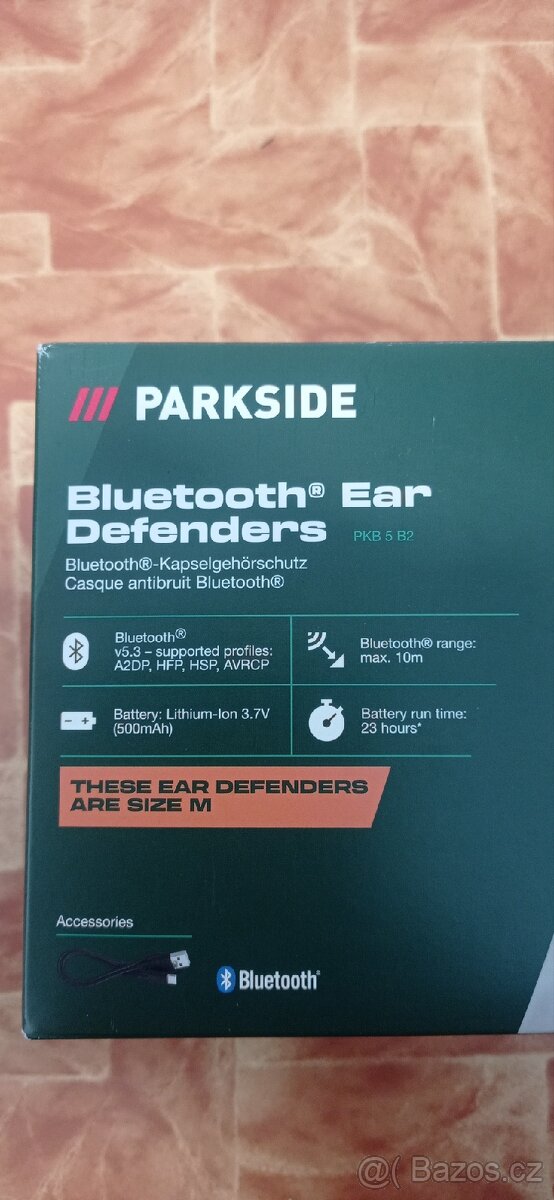 PARKSIDE
Bluetooth® Ear
Defenders PKB 5 B2
Bluetooth®-Kapselgehörschutz
Casque antibruit Bluetooth®
Bluetooth®
v5.3 – supported profiles:
A2DP, HFP, HSP, AVRCP
Bluetooth® range:
max. 10m
Battery: Lithium-Ion 3.7V
(500mAh)
Battery run time:
23 hours*
THESE EAR DEFENDERS
ARE SIZE M
Accessories
Bluetooth®
@( Bazos.cz